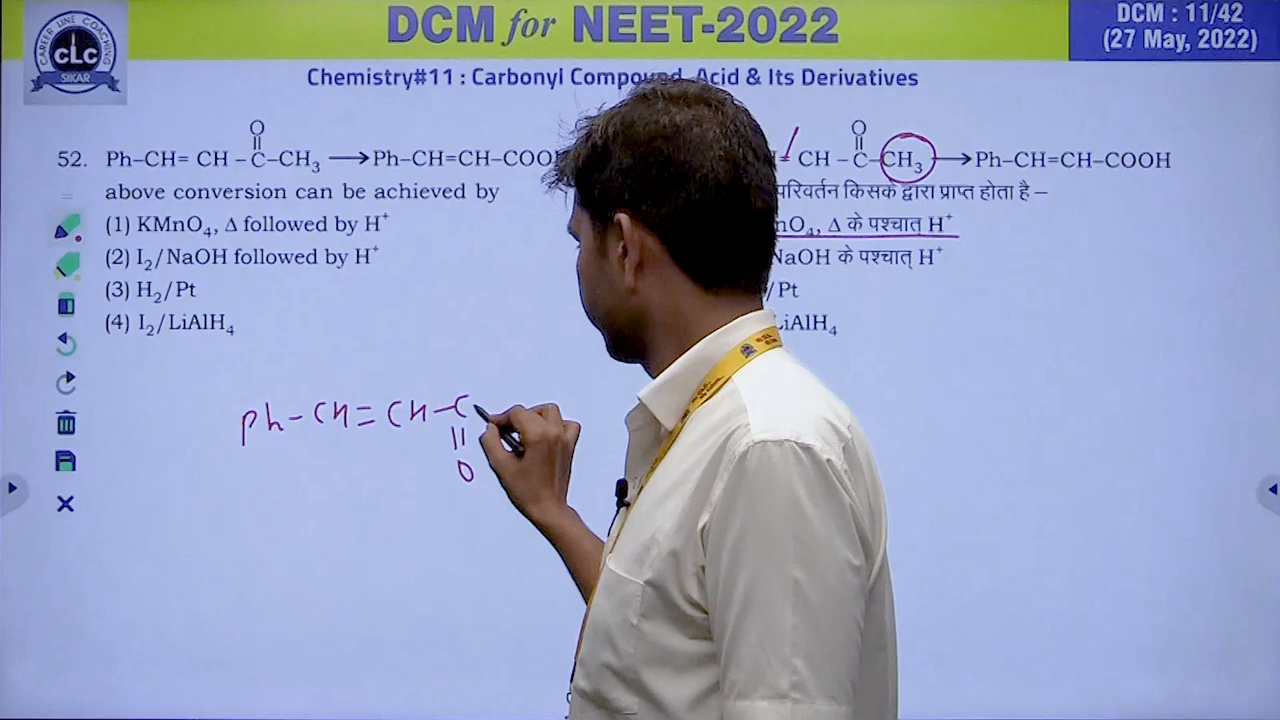 DCM for NEET-2022
DCM : 11/42
(27 May, 2022)
CAREER LINE COACHING
CLC
SIKAR
Chemistry#11 : Carbonyl Compound, Acid & Its Derivatives
O
52. Ph–CH= CH – C–CH₃ ⟶ Ph–CH=CH–COO
above conversion can be achieved by
(1) KMnO₄, Δ followed by H⁺
(2) I₂/NaOH followed by H⁺
(3) H₂/Pt
(4) I₂/LiAlH₄
O
CH – C–CH₃ ⟶ Ph–CH=CH–COOH
परिवर्तन किसके द्वारा प्राप्त होता है –
nO₄, Δ के पश्चात् H⁺
NaOH के पश्चात् H⁺
/Pt
LiAlH₄
Ph–CH=CH–C
O